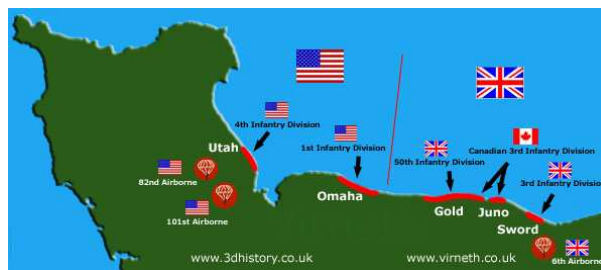 4th Infantry Division
1st Infantry Division
Canadian 3rd Infantry Division
50th Infantry Division
Utah
82nd Airborne
3rd Infantry Divisio
101st Airborne
Omaha
Gold
Juno
Sword
www.3dhistory.co.uk
www.virneth.co.uk
6th Airborne